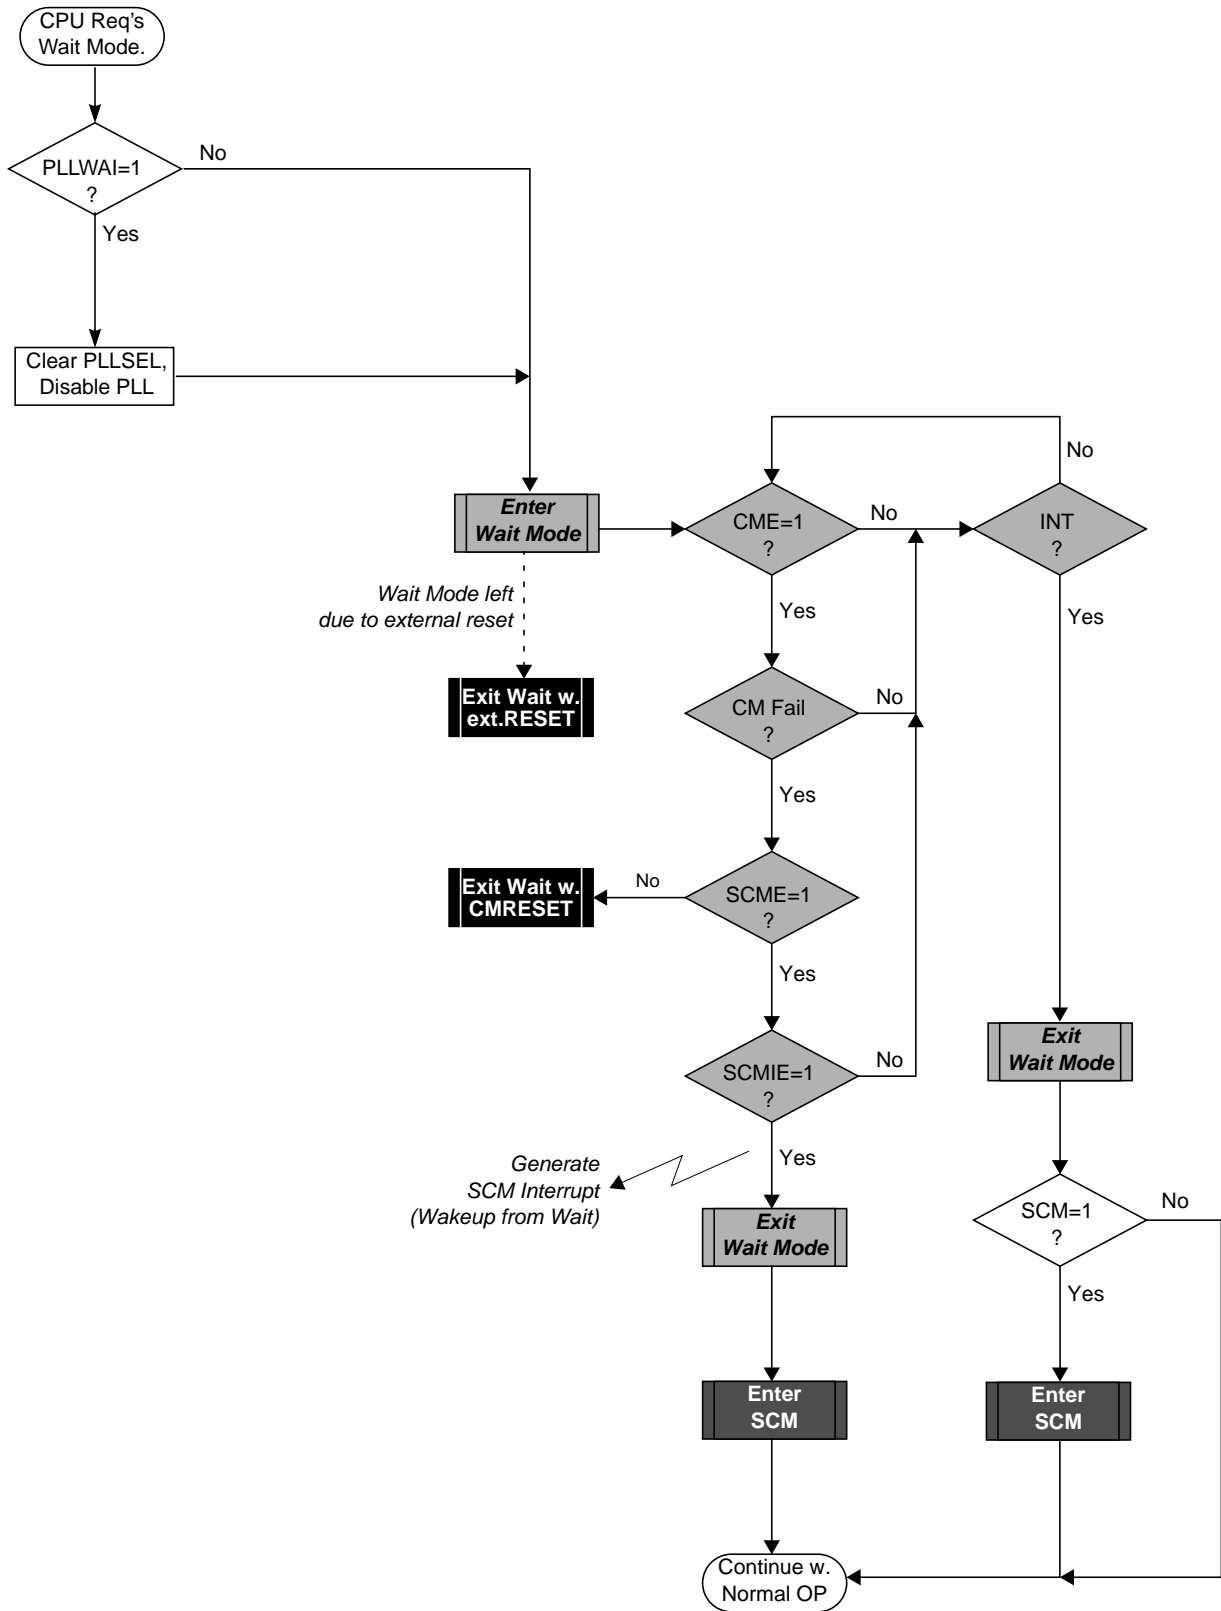 CPU Req's
Wait Mode.
PLLWAI=1
?
No
Yes
Clear PLLSEL,
Disable PLL
No
Enter
Wait Mode
CME=1
?
No
INT
?
Wait Mode left
due to external reset
Yes
Yes
Exit Wait w.
ext.RESET
CM Fail
?
No
Yes
Exit Wait w.
CMRESET
No
SCME=1
?
Yes
Exit
Wait Mode
SCMIE=1
?
No
Generate
SCM Interrupt
(Wakeup from Wait)
Yes
Exit
Wait Mode
SCM=1
?
No
Yes
Enter
SCM
Enter
SCM
Continue w.
Normal OP